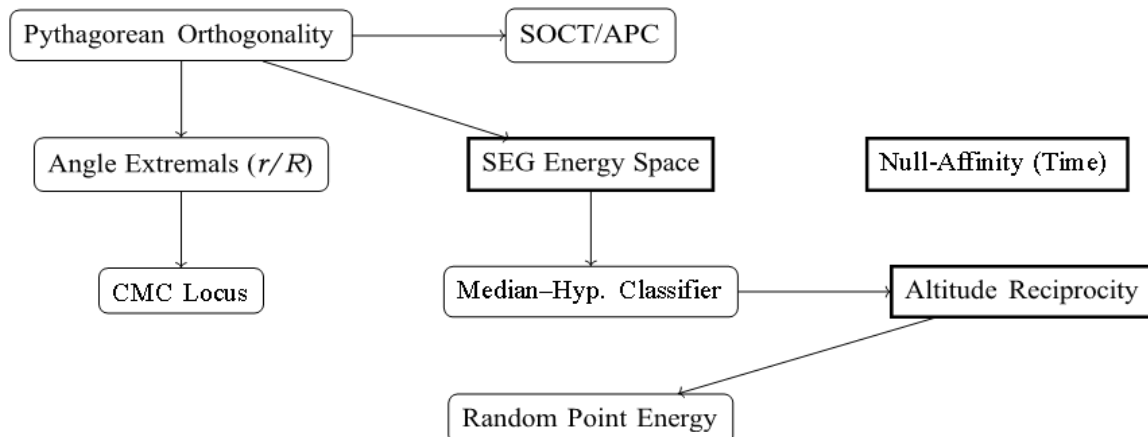 Pythagorean Orthogonality
SOCT/APC
Angle Extremals (r/R)
SEG Energy Space
Null-Affinity (Time)
CMC Locus
Median–Hyp. Classifier
Altitude Reciprocity
Random Point Energy